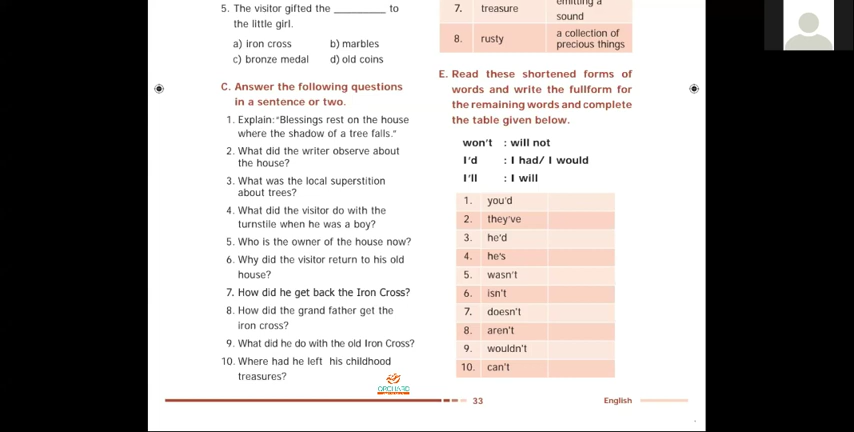 5. The visitor gifted the __________ to
the little girl.
a) iron cross b) marbles
c) bronze medal d) old coins
C. Answer the following questions
in a sentence or two.
1. Explain:"Blessings rest on the house
where the shadow of a tree falls."
2. What did the writer observe about
the house?
3. What was the local superstition
about trees?
4. What did the visitor do with the
turnstile when he was a boy?
5. Who is the owner of the house now?
6. Why did the visitor return to his old
house?
7. How did he get back the Iron Cross?
8. How did the grand father get the
iron cross?
9. What did he do with the old Iron Cross?
10. Where had he left his childhood
treasures?
7. treasure emitting a
sound
8. rusty a collection of
precious things
E. Read these shortened forms of
words and write the fullform for
the remaining words and complete
the table given below.
won't : will not
I'd : I had/ I would
I'll : I will
1. you'd
2. they've
3. he'd
4. he's
5. wasn't
6. isn't
7. doesn't
8. aren't
9. wouldn't
10. can't
ORCHARD
33
English